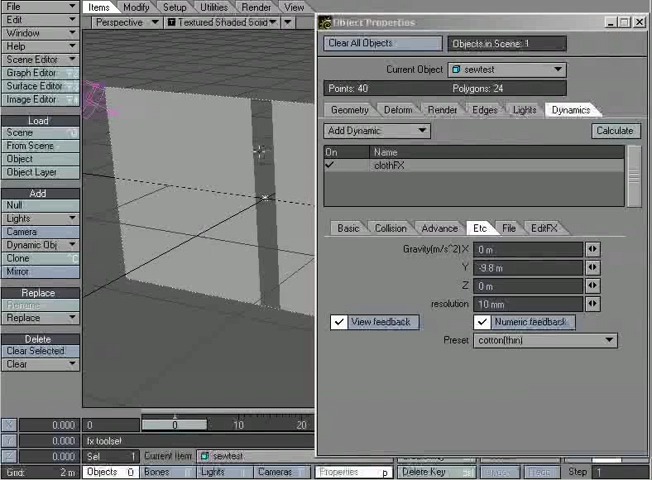 File
Edit
Window
Help
Scene Editor
Graph Editor
Surface Editor
Image Editor
Load
Scene
From Scene
Object
Object Layer
Add
Null
Lights
Camera
Dynamic Obj
Clone
Mirror
Replace
Rename
Replace
Delete
Clear Selected
Clear
Items Modify Setup Utilities Render View
Perspective Textured Shaded Solid
Object Properties
Clear All Objects Objects in Scene: 1
Current Object sewtest
Points: 40 Polygons: 24
Geometry Deform Render Edges Lights Dynamics
Add Dynamic Calculate
On Name
clothFX
Basic Collision Advance Etc File EditFX
Gravity(m/s^2)X 0 m
Y -9.8 m
Z 0 m
resolution 10 mm
View feedback Numeric feedback
Preset cotton(thin)
X 0.000 0 0 10 20
Y 0.000 fx toolset
Z 0.000 Sel 1 Current Item sewtest
Grid: 2 m Objects O Bones Lights Cameras Properties p Delete Key Step 1